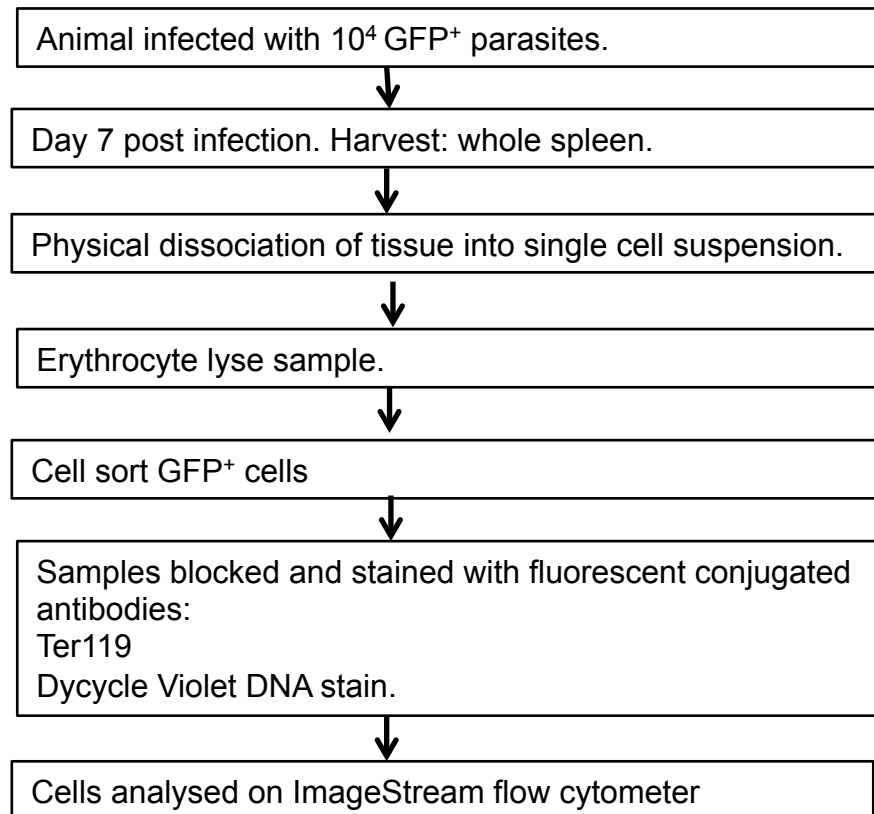 Animal infected with 10⁴ GFP⁺ parasites.
Day 7 post infection. Harvest: whole spleen.
Physical dissociation of tissue into single cell suspension.
Erythrocyte lyse sample.
Cell sort GFP⁺ cells
Samples blocked and stained with fluorescent conjugated
antibodies:
Ter119
Dycycle Violet DNA stain.
Cells analysed on ImageStream flow cytometer